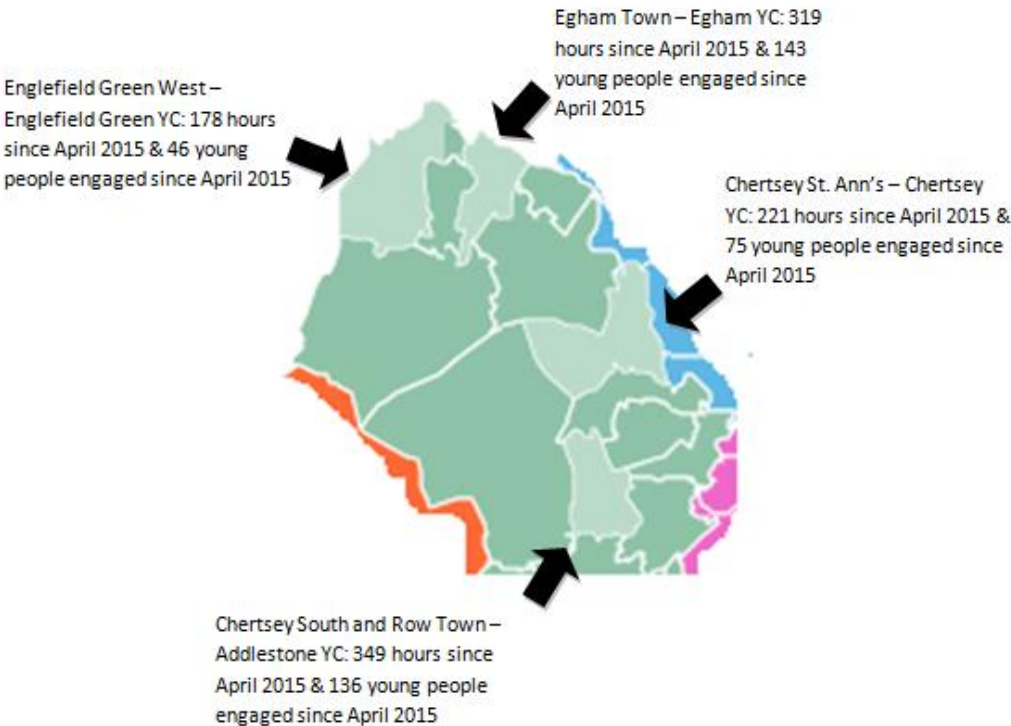 Egham Town – Egham YC: 319
hours since April 2015 & 143
young people engaged since
April 2015
Englefield Green West –
Englefield Green YC: 178 hours
since April 2015 & 46 young
people engaged since April 2015
Chertsey St. Ann's – Chertsey
YC: 221 hours since April 2015 &
75 young people engaged since
April 2015
Chertsey South and Row Town –
Addlestone YC: 349 hours since
April 2015 & 136 young people
engaged since April 2015